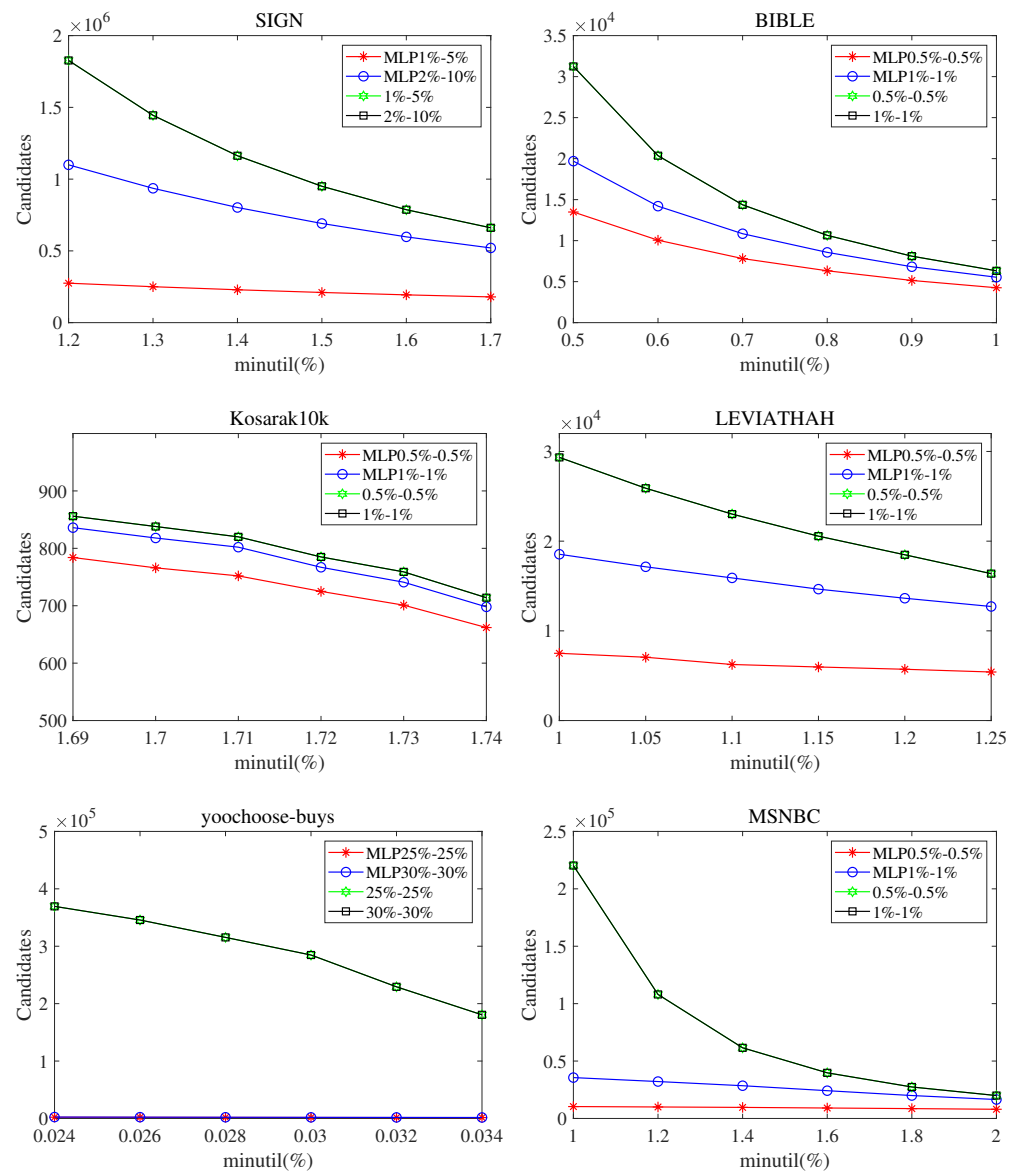 SIGN
×10^6
2
1.5
1
0.5
0
Candidates
MLP1%-5%
MLP2%-10%
1%-5%
2%-10%
1.2 1.3 1.4 1.5 1.6 1.7
minutil(%)
BIBLE
×10^4
3.5
3
2.5
2
1.5
1
0.5
0
Candidates
MLP0.5%-0.5%
MLP1%-1%
0.5%-0.5%
1%-1%
0.5 0.6 0.7 0.8 0.9 1
minutil(%)
Kosarak10k
900
800
700
600
500
Candidates
MLP0.5%-0.5%
MLP1%-1%
0.5%-0.5%
1%-1%
1.69 1.7 1.71 1.72 1.73 1.74
minutil(%)
LEVIATHAH
×10^4
3
2
1
0
Candidates
MLP0.5%-0.5%
MLP1%-1%
0.5%-0.5%
1%-1%
1 1.05 1.1 1.15 1.2 1.25
minutil(%)
yoochoose-buys
×10^5
5
4
3
2
1
0
Candidates
MLP25%-25%
MLP30%-30%
25%-25%
30%-30%
0.024 0.026 0.028 0.03 0.032 0.034
minutil(%)
MSNBC
×10^5
2.5
2
1.5
1
0.5
0
Candidates
MLP0.5%-0.5%
MLP1%-1%
0.5%-0.5%
1%-1%
1 1.2 1.4 1.6 1.8 2
minutil(%)